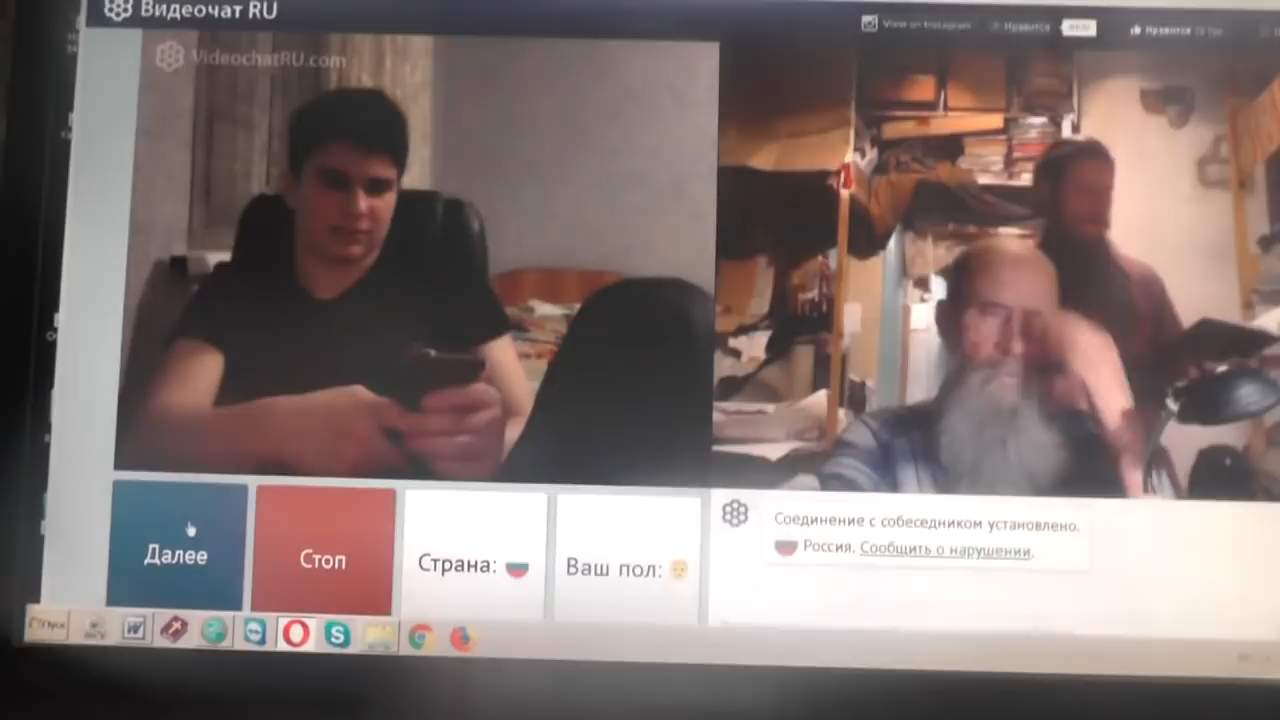 Видеочат RU
View on Instagram
Нравится
Нравится
VideochatRU.com
Далее
Стоп
Страна:
Ваш пол:
Соединение с собеседником установлено.
Россия. Сообщить о нарушении.
Пуск